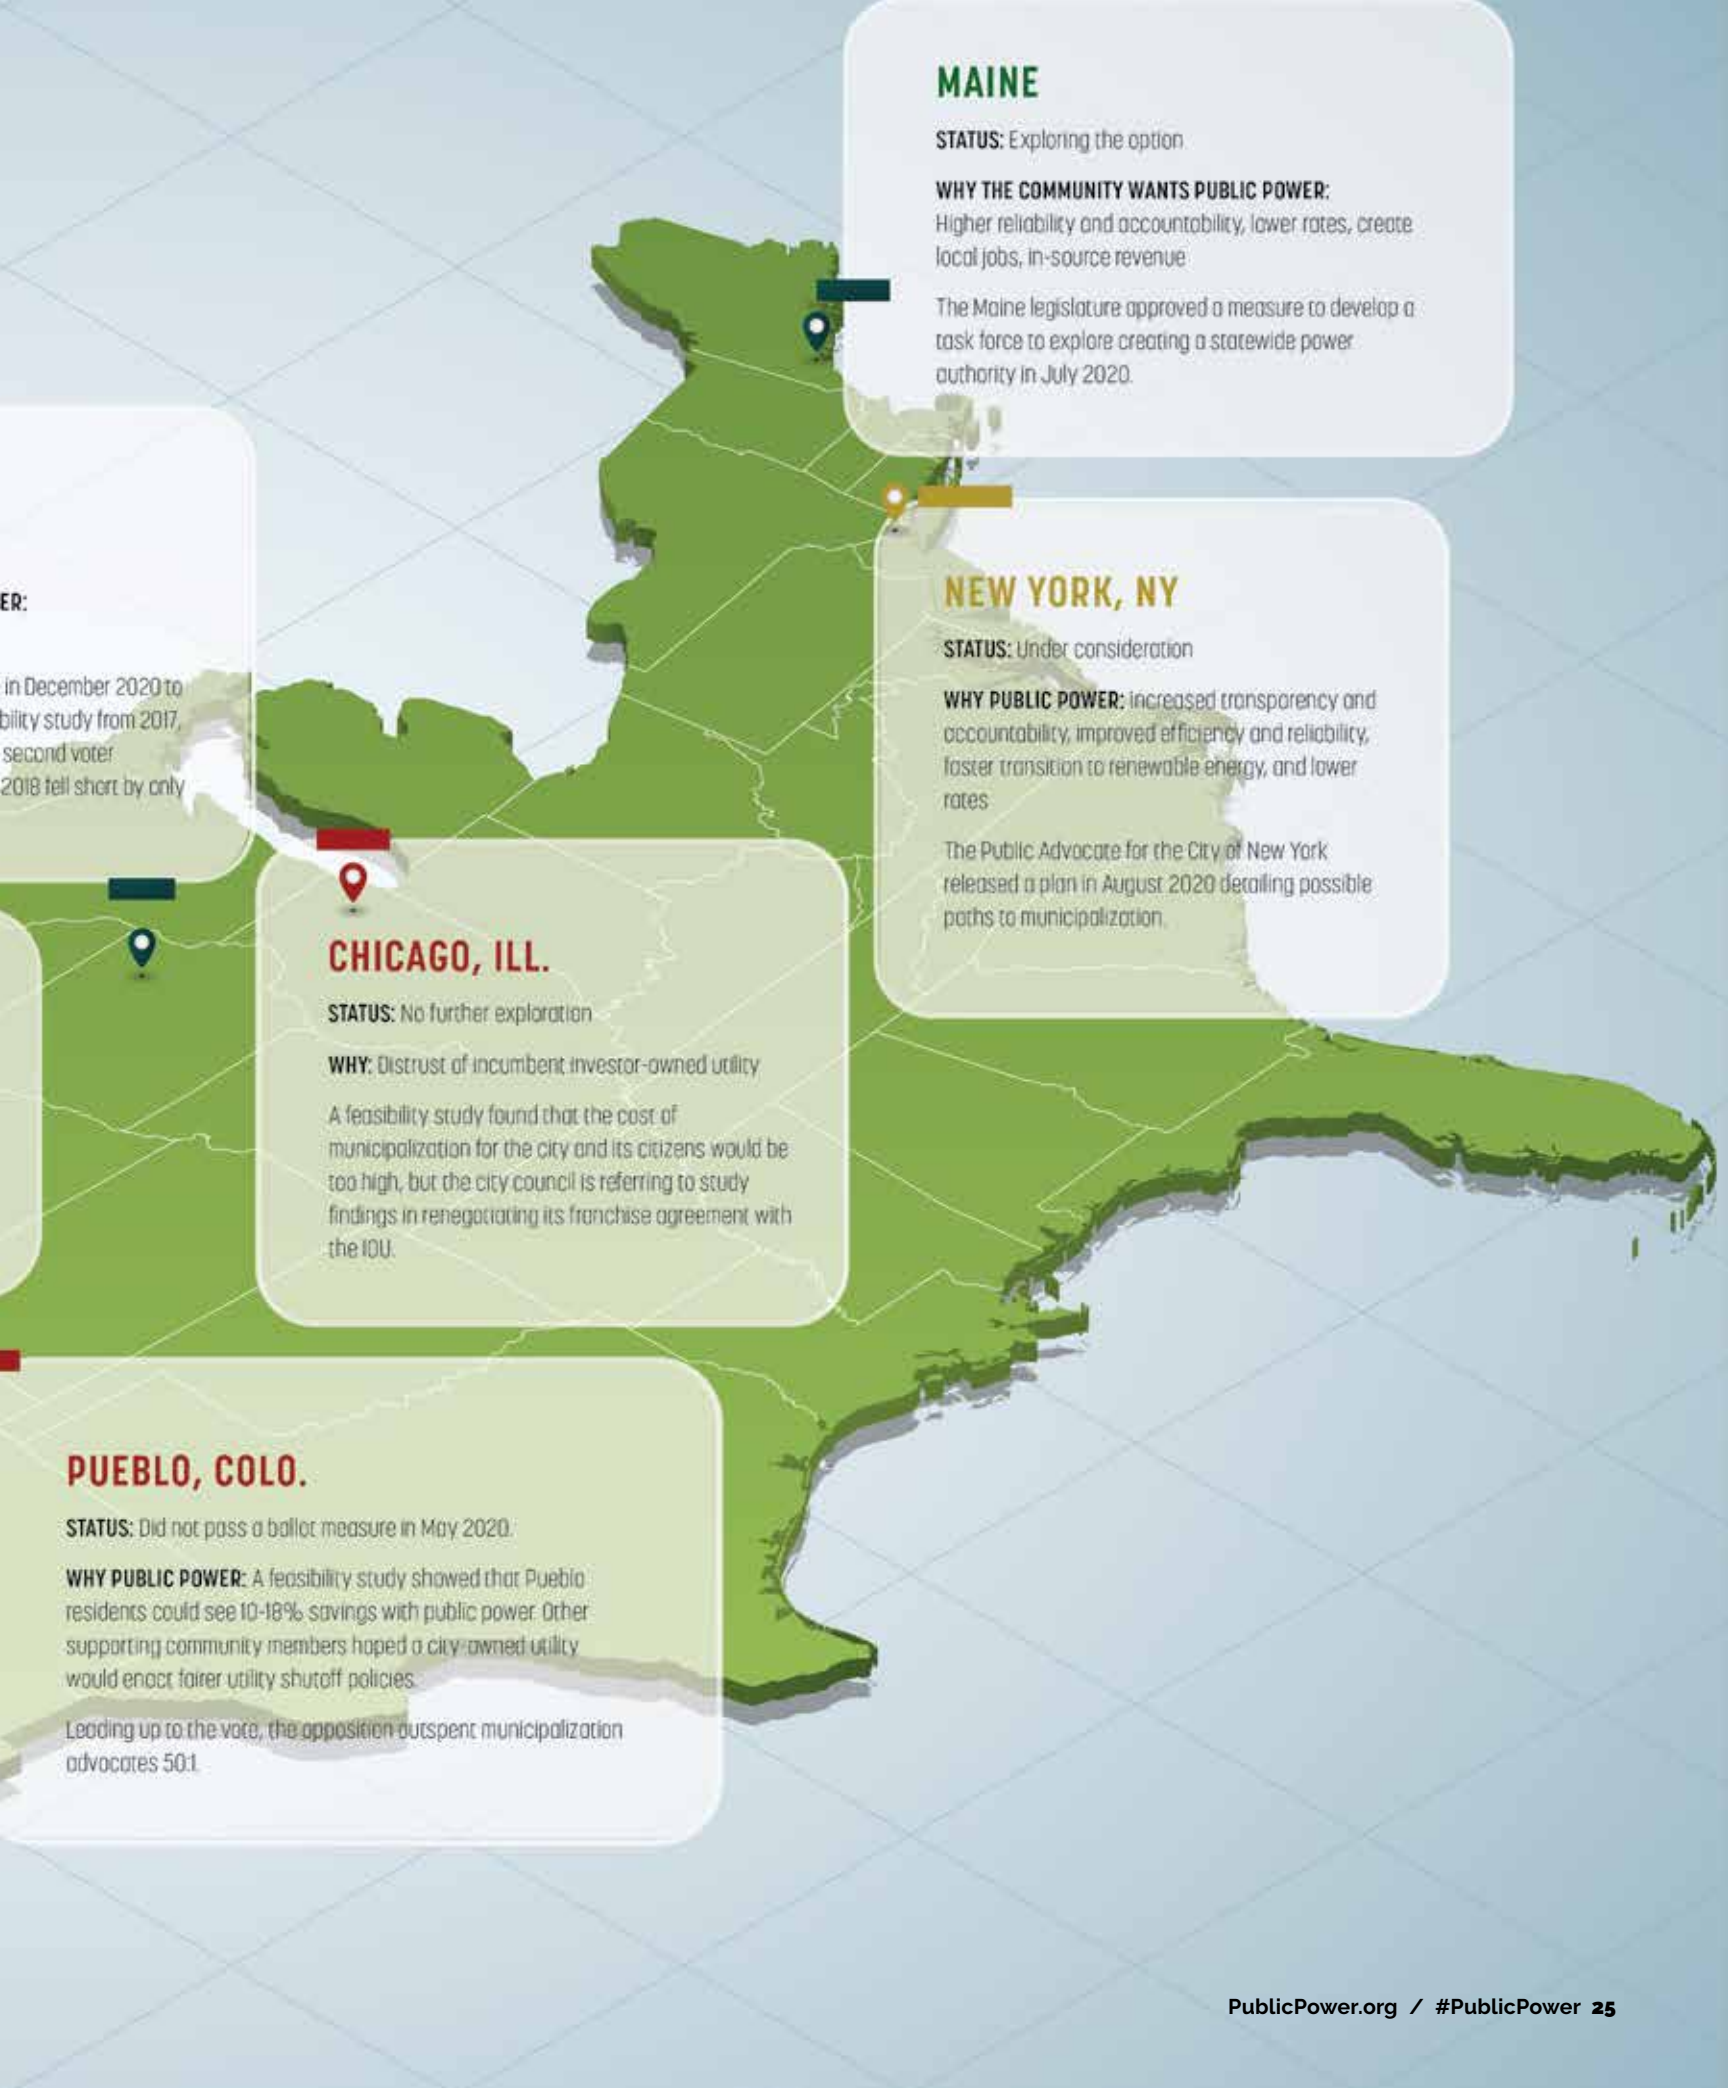 MAINE
STATUS: Exploring the option
WHY THE COMMUNITY WANTS PUBLIC POWER:
Higher reliability and accountability, lower rates, create
local jobs, in-source revenue
The Maine legislature approved a measure to develop a
task force to explore creating a statewide power
authority in July 2020.
ER:
in December 2020 to
bility study from 2017,
second voter
2018 fell short by only
NEW YORK, NY
STATUS: Under consideration
WHY PUBLIC POWER: Increased transparency and
accountability, improved efficiency and reliability,
faster transition to renewable energy, and lower
rates
The Public Advocate for the City of New York
released a plan in August 2020 detailing possible
paths to municipalization.
CHICAGO, ILL.
STATUS: No further exploration
WHY: Distrust of incumbent investor-owned utility
A feasibility study found that the cost of
municipalization for the city and its citizens would be
too high, but the city council is referring to study
findings in renegotiating its franchise agreement with
the IOU.
PUEBLO, COLO.
STATUS: Did not pass a ballot measure in May 2020.
WHY PUBLIC POWER: A feasibility study showed that Pueblo
residents could see 10-18% savings with public power. Other
supporting community members hoped a city-owned utility
would enact fairer utility shutoff policies.
Leading up to the vote, the opposition outspent municipalization
advocates 50:1.
PublicPower.org / #PublicPower 25